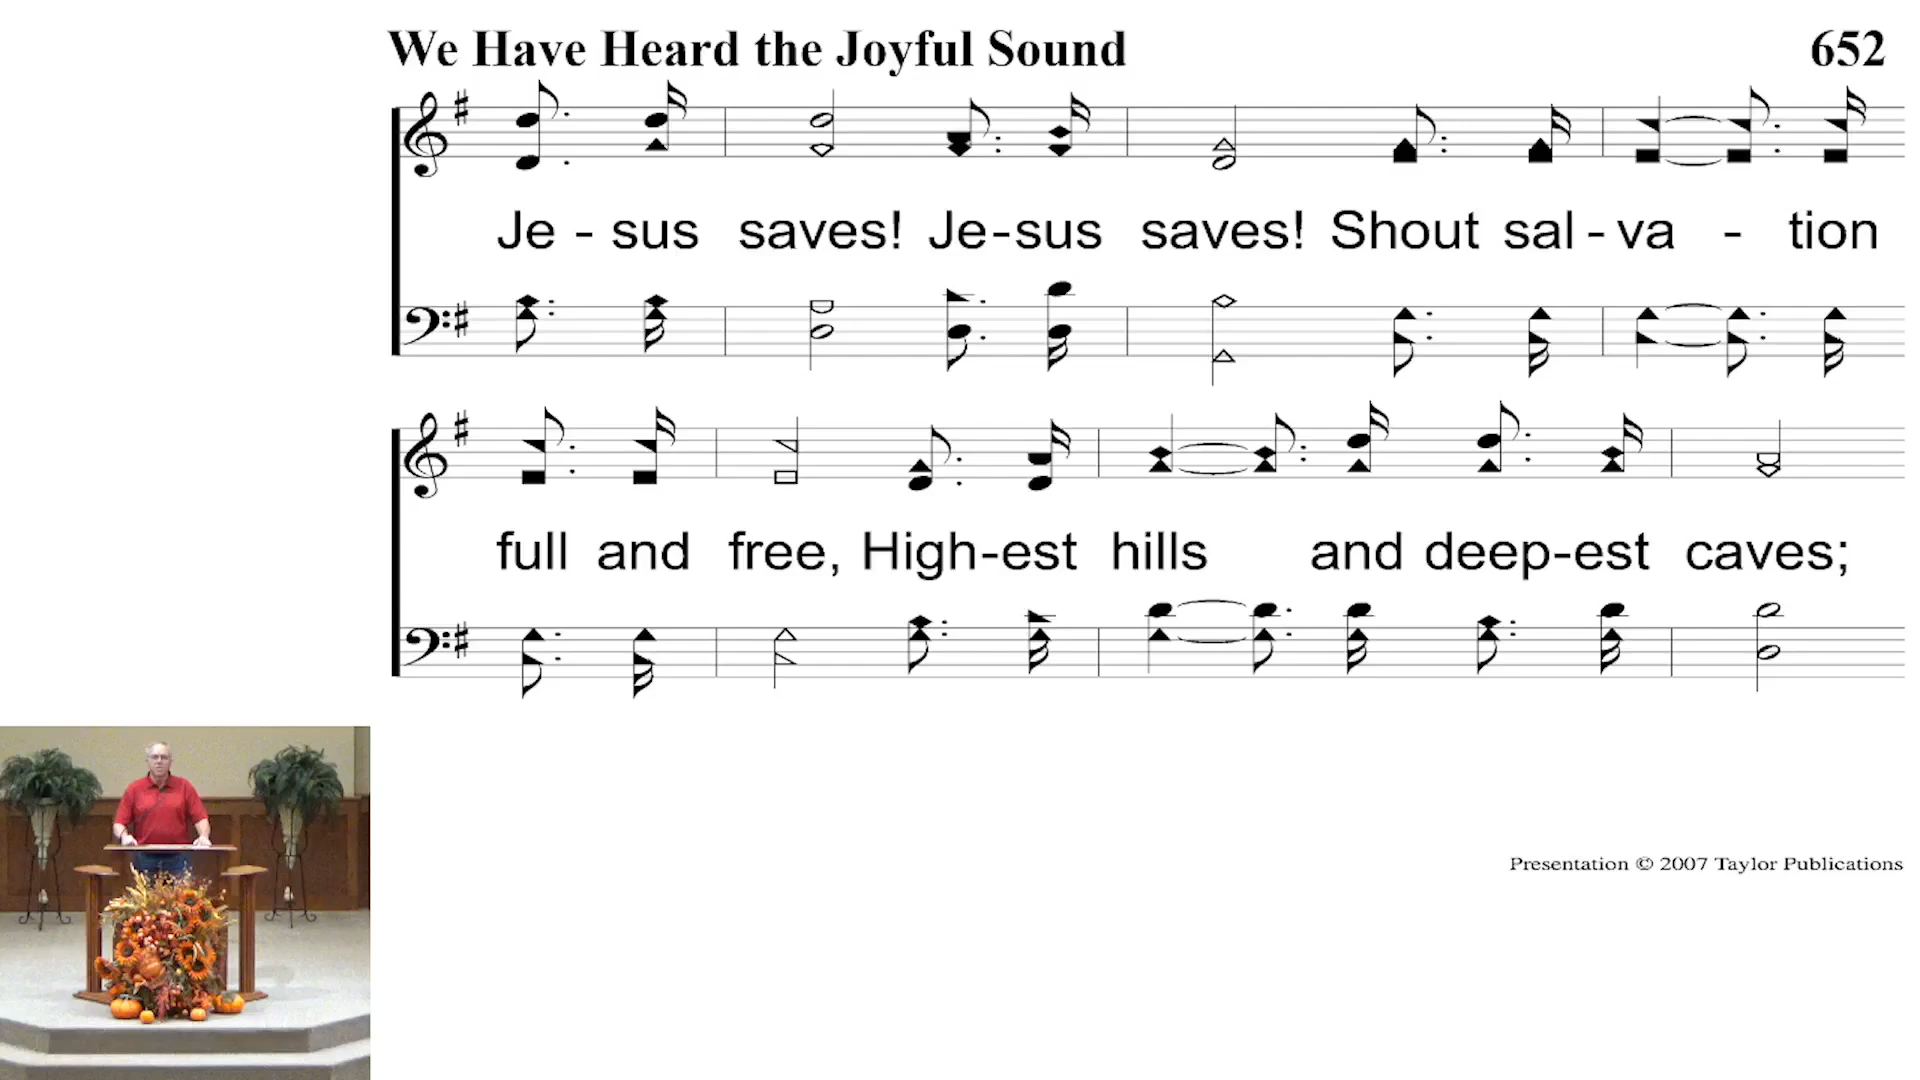 We Have Heard the Joyful Sound 652
Je - sus saves! Je-sus saves! Shout sal - va - tion
full and free, High-est hills and deep-est caves;
Presentation © 2007 Taylor Publications